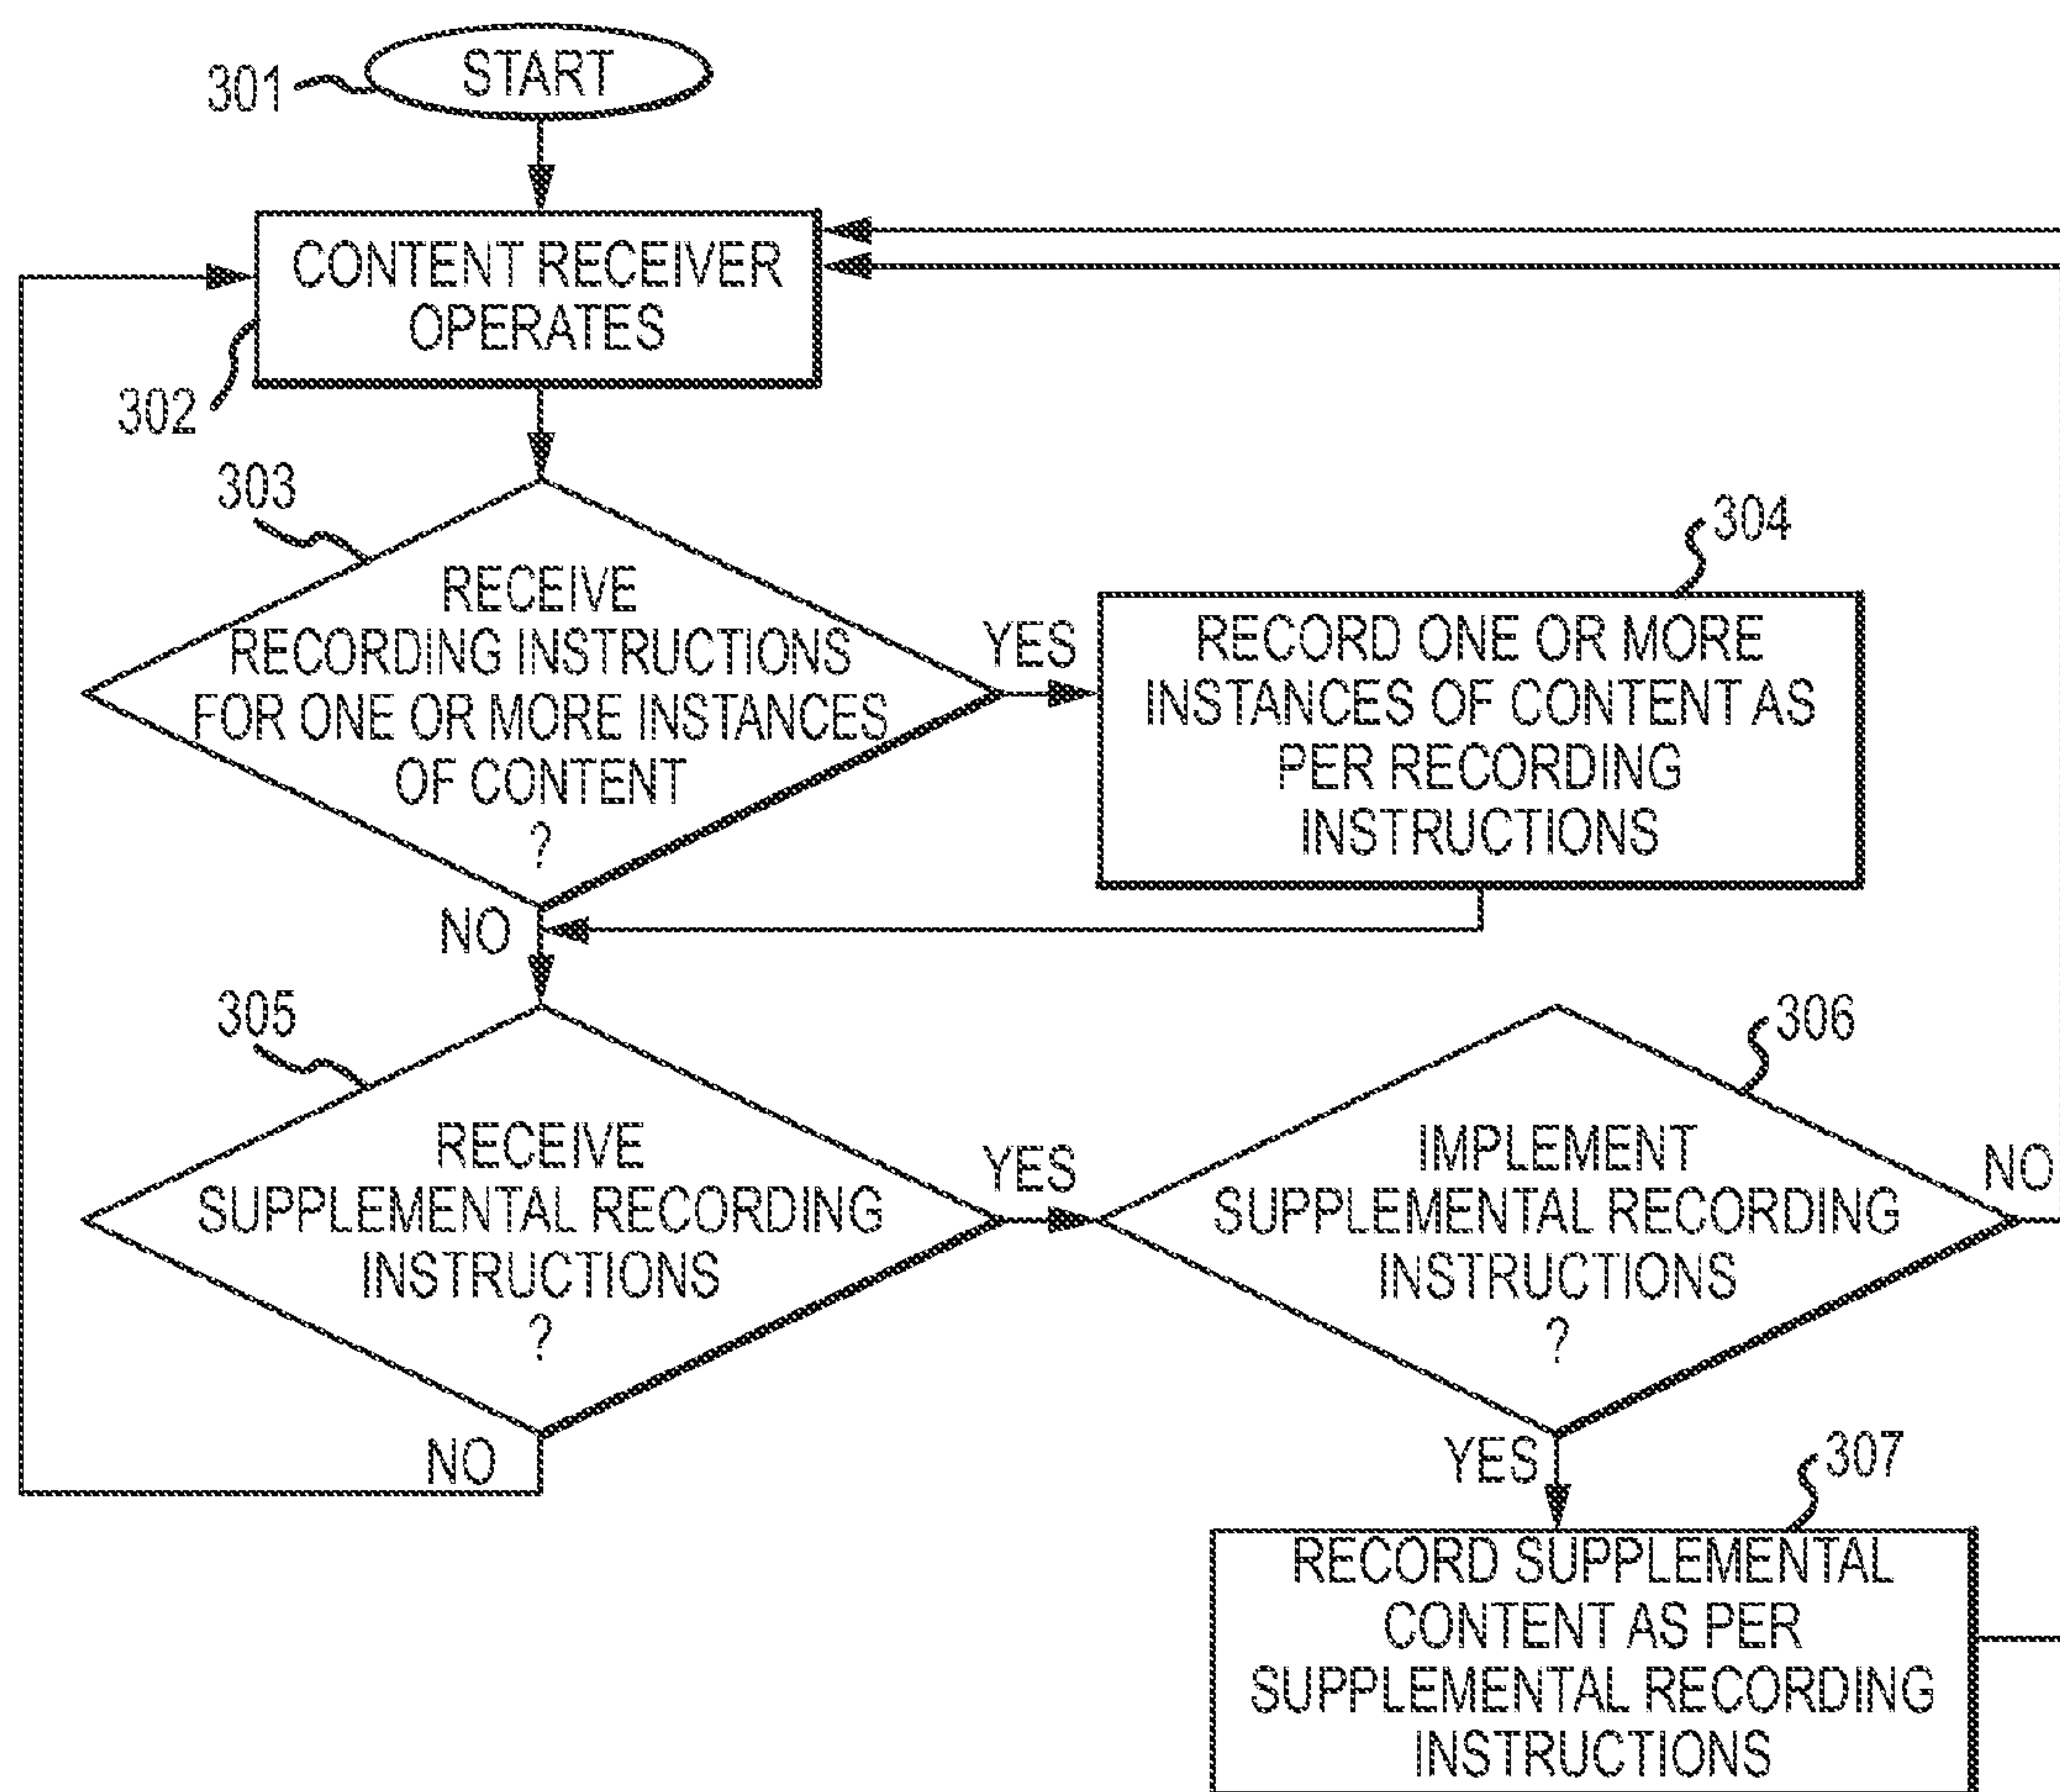 START
301
CONTENT RECEIVER
OPERATES
302
303
RECEIVE
RECORDING INSTRUCTIONS
FOR ONE OR MORE INSTANCES
OF CONTENT
?
YES
304
RECORD ONE OR MORE
INSTANCES OF CONTENT AS
PER RECORDING
INSTRUCTIONS
NO
305
RECEIVE
SUPPLEMENTAL RECORDING
INSTRUCTIONS
?
YES
306
IMPLEMENT
SUPPLEMENTAL RECORDING
INSTRUCTIONS
?
NO
NO
YES
307
RECORD SUPPLEMENTAL
CONTENT AS PER
SUPPLEMENTAL RECORDING
INSTRUCTIONS